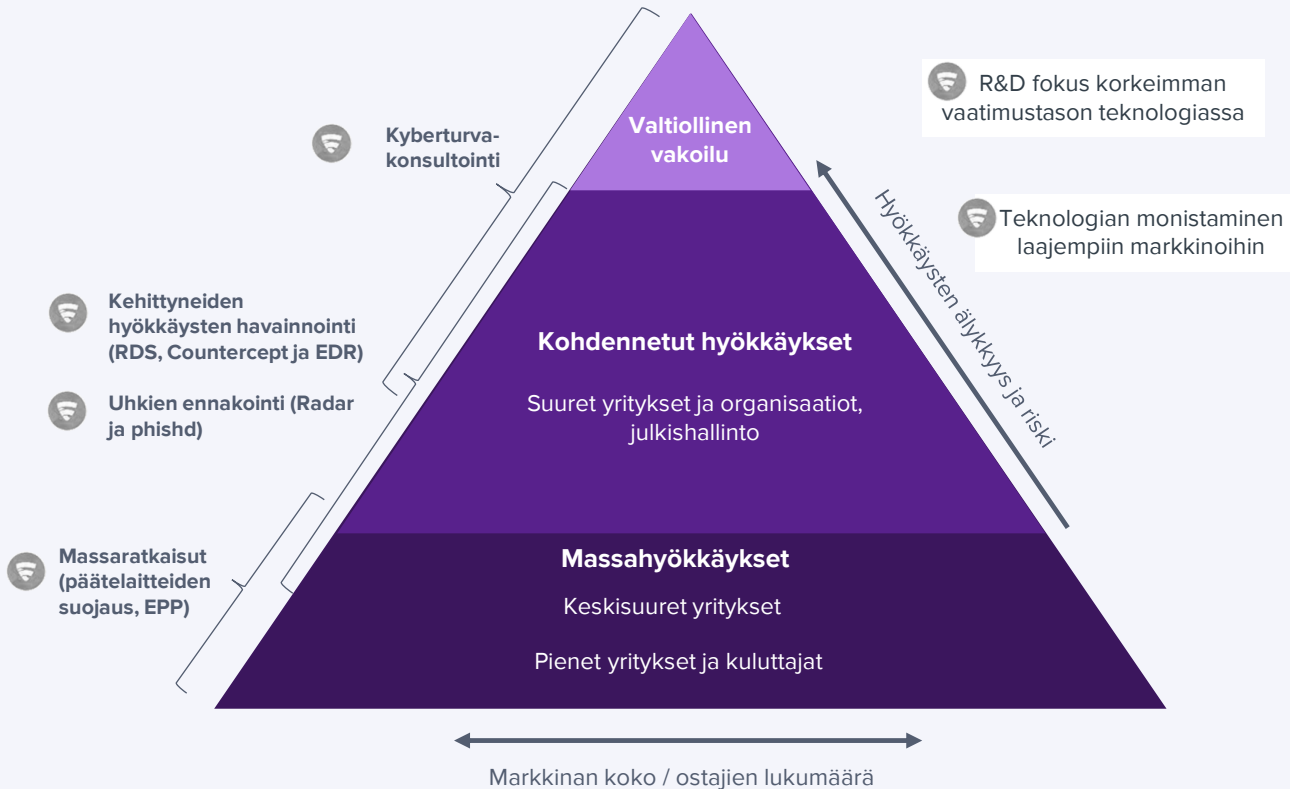 R&D fokus korkeimman
vaatimustason teknologiassa
Valtiollinen
vakoilu
Kyberturva-
konsultointi
Hyökkäysten älykkyys ja riski
Teknologian monistaminen
laajempiin markkinoihin
Kehittyneiden
hyökkäysten havainnointi
(RDS, Countercept ja EDR)
Kohdennetut hyökkäykset
Suuret yritykset ja organisaatiot,
julkishallinto
Uhkien ennakointi (Radar
ja phishd)
Massaratkaisut
(päätelaitteiden
suojaus, EPP)
Massahyökkäykset
Keskisuuret yritykset
Pienet yritykset ja kuluttajat
Markkinan koko / ostajien lukumäärä